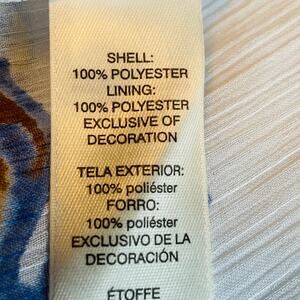 SHELL:
100% POLYESTER
LINING:
100% POLYESTER
EXCLUSIVE OF
DECORATION
TELA EXTERIOR:
100% poliéster
FORRO:
100% poliéster
EXCLUSIVO DE LA
DECORACIÓN
ÉTOFFE